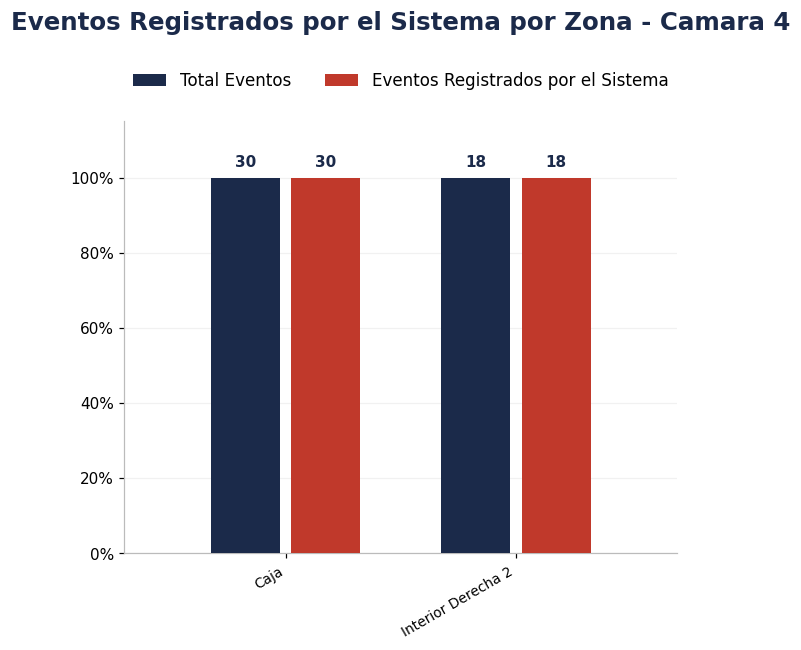 Eventos Registrados por el Sistema por Zona - Camara 4
Total Eventos
Eventos Registrados por el Sistema
30
30
18
18
100%
80%
60%
40%
20%
0%
Caja
Interior Derecha 2